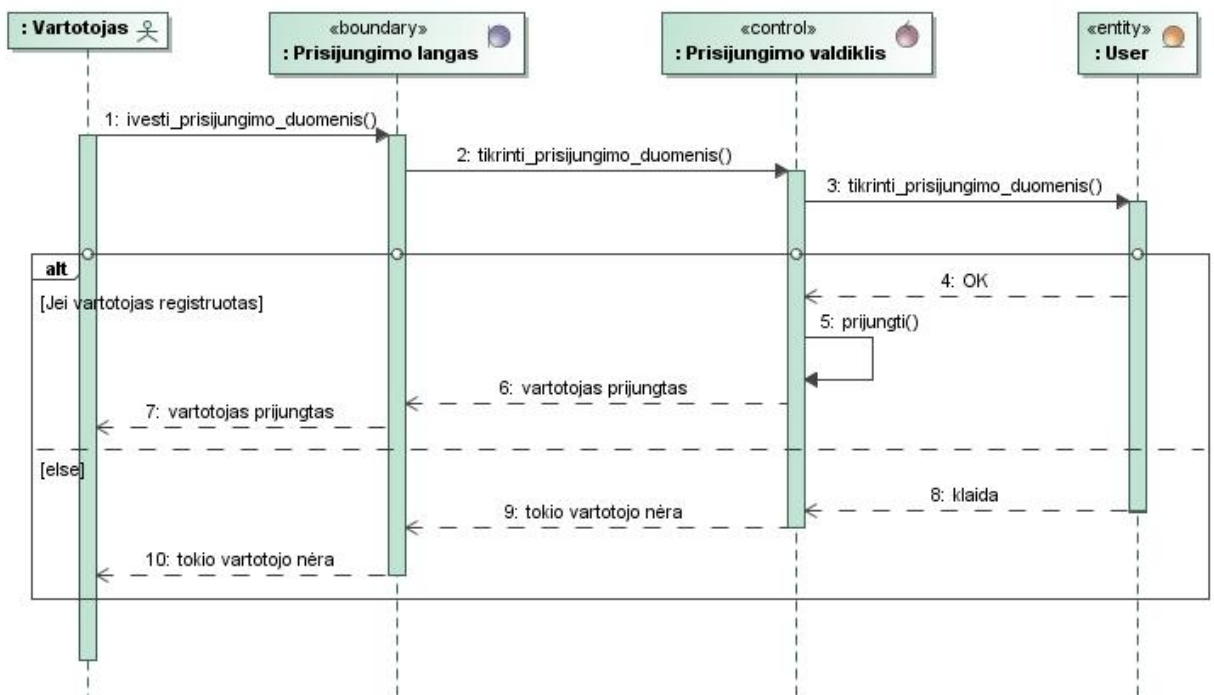 : Vartotojas
«boundary»
: Prisijungimo langas
«control»
: Prisijungimo valdiklis
«entity»
: User
1: ivesti_prisijungimo_duomenis()
2: tikrinti_prisijungimo_duomenis()
3: tikrinti_prisijungimo_duomenis()
alt
[Jei vartotojas registruotas]
4: OK
5: prijungti()
6: vartotojas prijungtas
7: vartotojas prijungtas
[else]
8: klaida
9: tokio vartotojo nėra
10: tokio vartotojo nėra